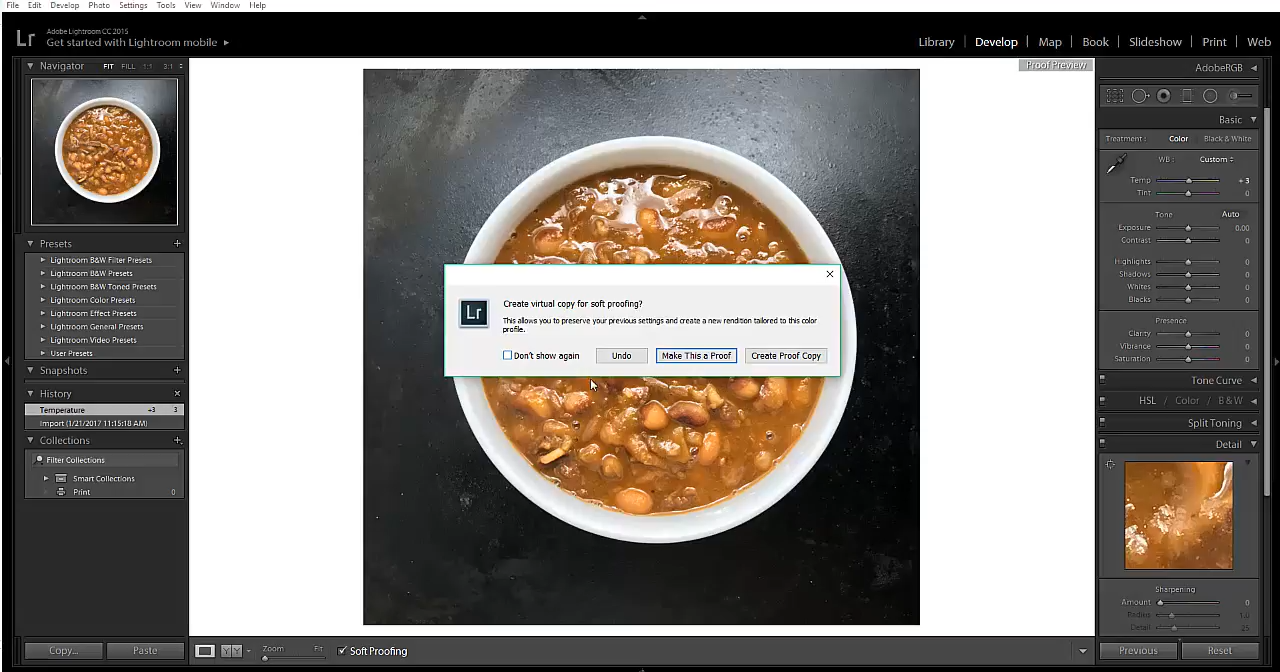 File Edit Develop Photo Settings Tools View Window Help
Lr Adobe Lightroom CC 2015
Get started with Lightroom mobile
Library | Develop | Map | Book | Slideshow | Print | Web
Navigator FIT FILL 1:1 3:1
Proof Preview
AdobeRGB
Basic
Treatment: Color Black & White
WB: Custom
Temp +3
Tint 0
Tone Auto
Exposure 0.00
Contrast 0
Highlights 0
Shadows 0
Whites 0
Blacks 0
Presence
Clarity 0
Vibrance 0
Saturation 0
Tone Curve
HSL / Color / B & W
Split Toning
Detail
Sharpening
Amount 0
Radius 1.0
Detail 25
Previous Reset
Presets +
Lightroom B&W Filter Presets
Lightroom B&W Presets
Lightroom B&W Toned Presets
Lightroom Color Presets
Lightroom Effect Presets
Lightroom General Presets
Lightroom Video Presets
User Presets
Snapshots +
History ×
Temperature +3 3
Import (1/21/2017 11:15:18 AM)
Collections +
Filter Collections
Smart Collections
Print 0
Copy... Paste
Create virtual copy for soft proofing?
Lr
This allows you to preserve your previous settings and create a new rendition tailored to this color
profile.
Don't show again Undo Make This a Proof Create Proof Copy
Y Y Zoom Fit Soft Proofing